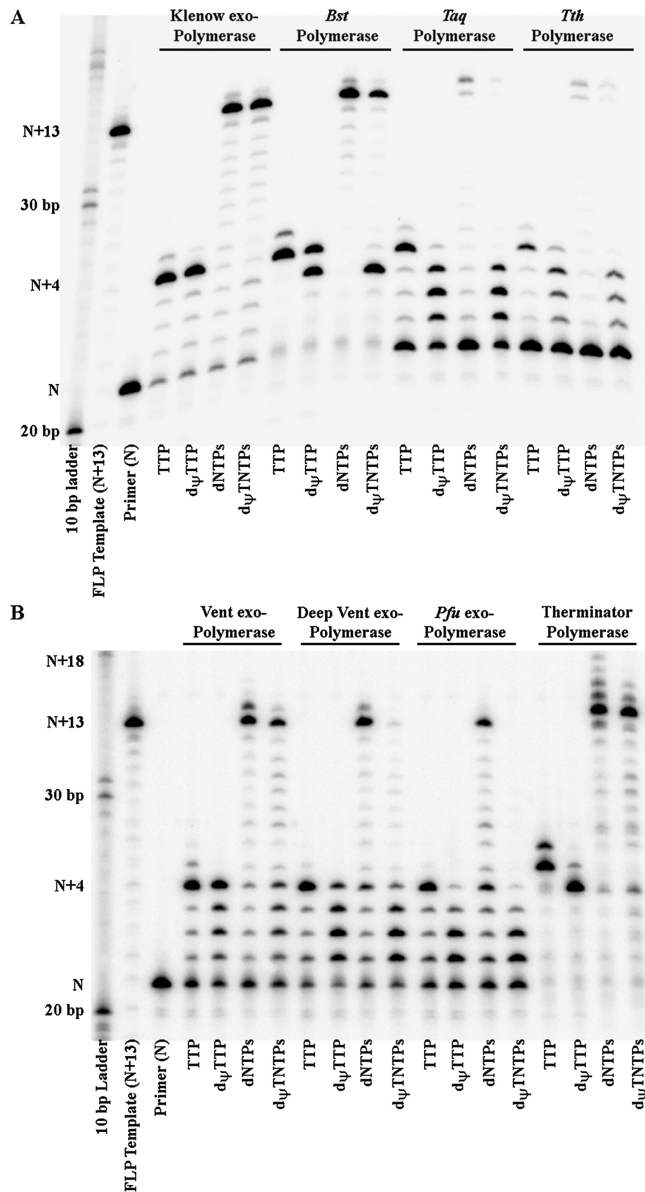 A
Klenow exo- Polymerase
Bst Polymerase
Taq Polymerase
Tth Polymerase
N+13
30 bp
N+4
N
20 bp
10 bp ladder
FLP Template (N+13)
Primer (N)
TTP
dψTTP
dNTPs
dψTNTPs
TTP
dψTTP
dNTPs
dψTNTPs
TTP
dψTTP
dNTPs
dψTNTPs
TTP
dψTTP
dNTPs
dψTNTPs
B
Vent exo- Polymerase
Deep Vent exo- Polymerase
Pfu exo- Polymerase
Therminator Polymerase
N+18
N+13
30 bp
N+4
N
20 bp
10 bp Ladder
FLP Template (N+13)
Primer (N)
TTP
dψTTP
dNTPs
dψTNTPs
TTP
dψTTP
dNTPs
dψTNTPs
TTP
dψTTP
dNTPs
dψTNTPs
TTP
dψTTP
dNTPs
dψTNTPs